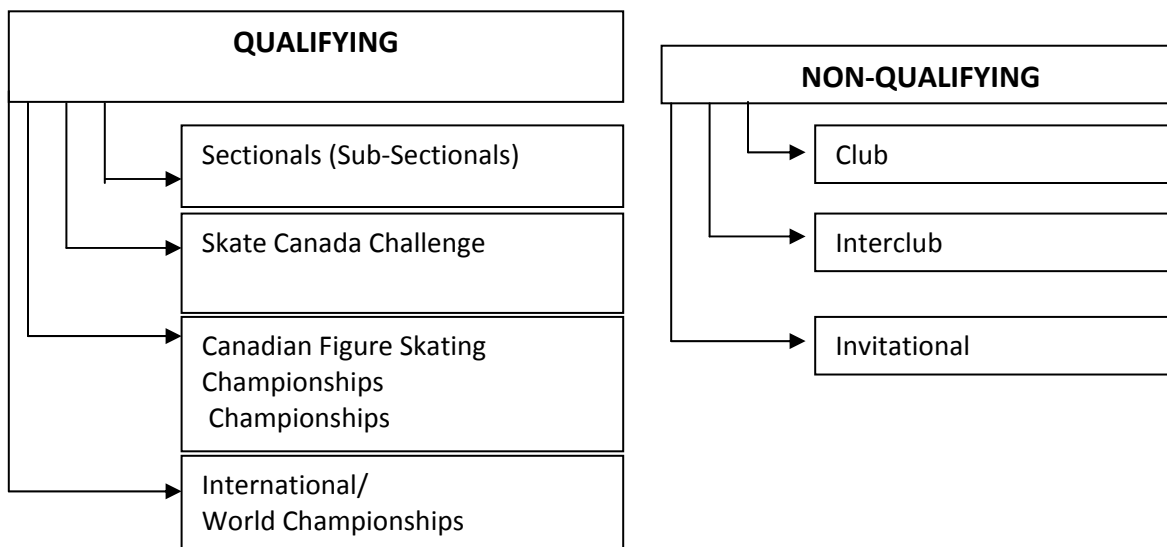 QUALIFYING
Sectionals (Sub-Sectionals)
Skate Canada Challenge
Canadian Figure Skating
Championships
Championships
International/
World Championships
NON-QUALIFYING
Club
Interclub
Invitational